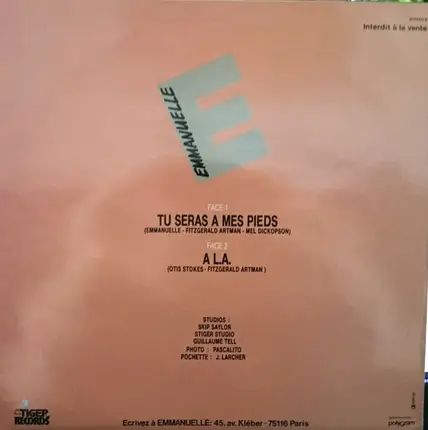 Interdit à la vente
E
EMMANUELLE
FACE 1
TU SERAS A MES PIEDS
(EMMANUELLE - FITZGERALD ARTMAN - MEL DICKOPSON)
FACE 2
A L.A.
(OTIS STOKES - FITZGERALD ARTMAN )
STUDIOS :
SKIP SAYLOR
STIGER STUDIO
GUILLAUME TELL
PHOTO : PASCALITO
POCHETTE : J. LARCHER
TIGER
RECORDS
Ecrivez à EMMANUELLE: 45, av. Kléber - 75116 Paris
polygram